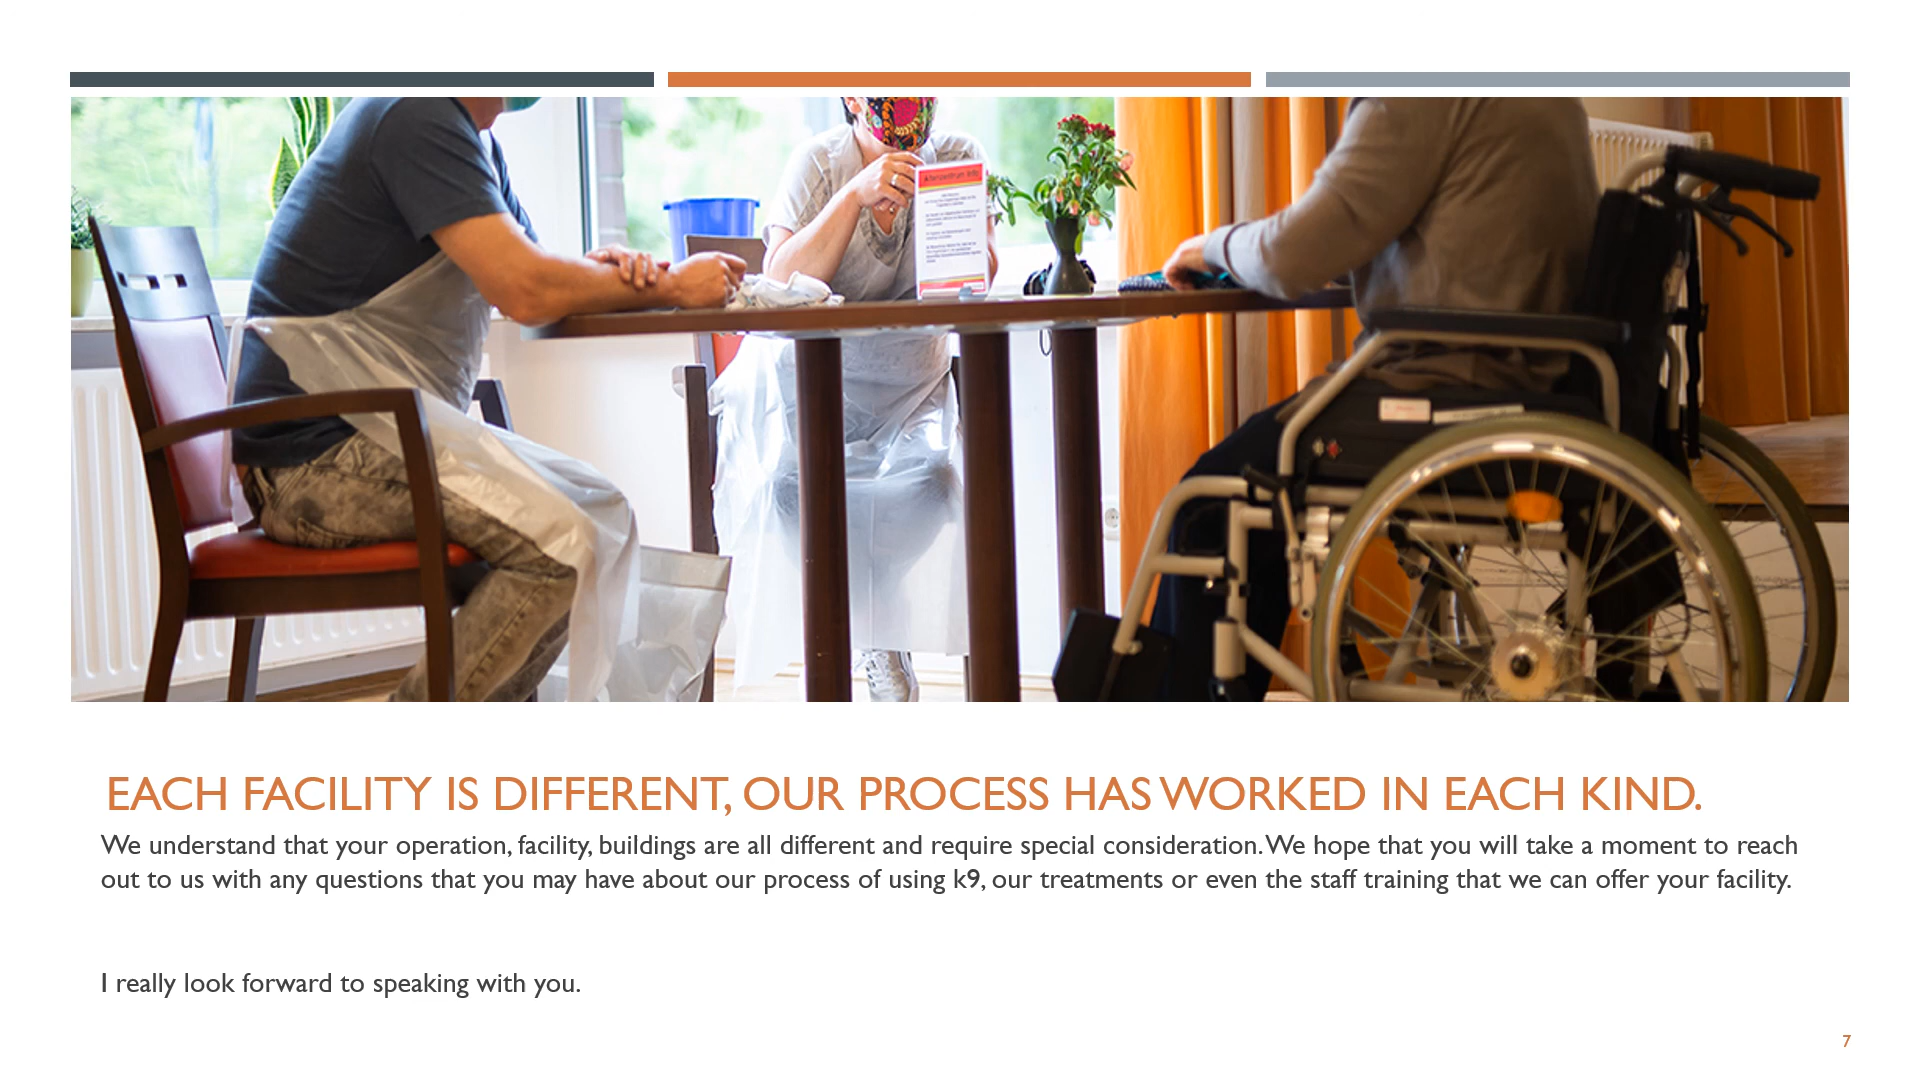 Altenzentrum Info
EACH FACILITY IS DIFFERENT, OUR PROCESS HAS WORKED IN EACH KIND.
We understand that your operation, facility, buildings are all different and require special consideration. We hope that you will take a moment to reach
out to us with any questions that you may have about our process of using k9, our treatments or even the staff training that we can offer your facility.
I really look forward to speaking with you.
7